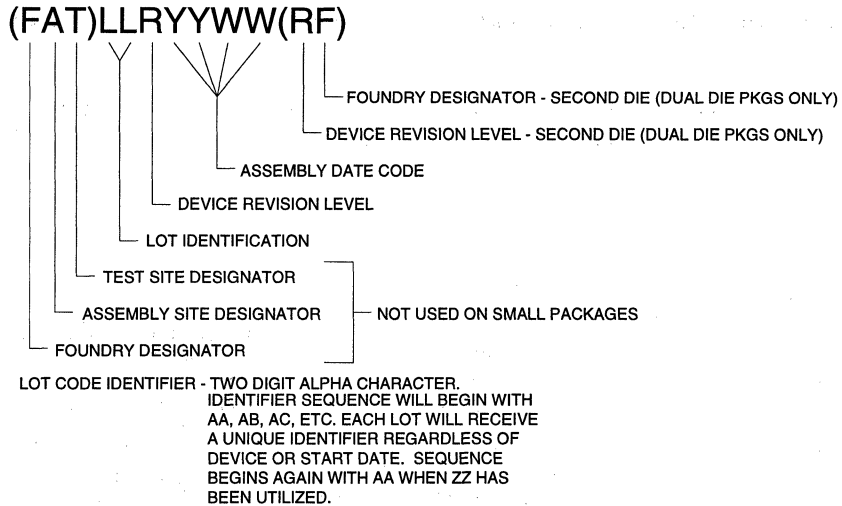 (FAT)LLRYYWW(RF)
FOUNDRY DESIGNATOR - SECOND DIE (DUAL DIE PKGS ONLY)
DEVICE REVISION LEVEL - SECOND DIE (DUAL DIE PKGS ONLY)
ASSEMBLY DATE CODE
DEVICE REVISION LEVEL
LOT IDENTIFICATION
TEST SITE DESIGNATOR
ASSEMBLY SITE DESIGNATOR NOT USED ON SMALL PACKAGES
FOUNDRY DESIGNATOR
LOT CODE IDENTIFIER - TWO DIGIT ALPHA CHARACTER.
IDENTIFIER SEQUENCE WILL BEGIN WITH
AA, AB, AC, ETC. EACH LOT WILL RECEIVE
A UNIQUE IDENTIFIER REGARDLESS OF
DEVICE OR START DATE. SEQUENCE
BEGINS AGAIN WITH AA WHEN ZZ HAS
BEEN UTILIZED.